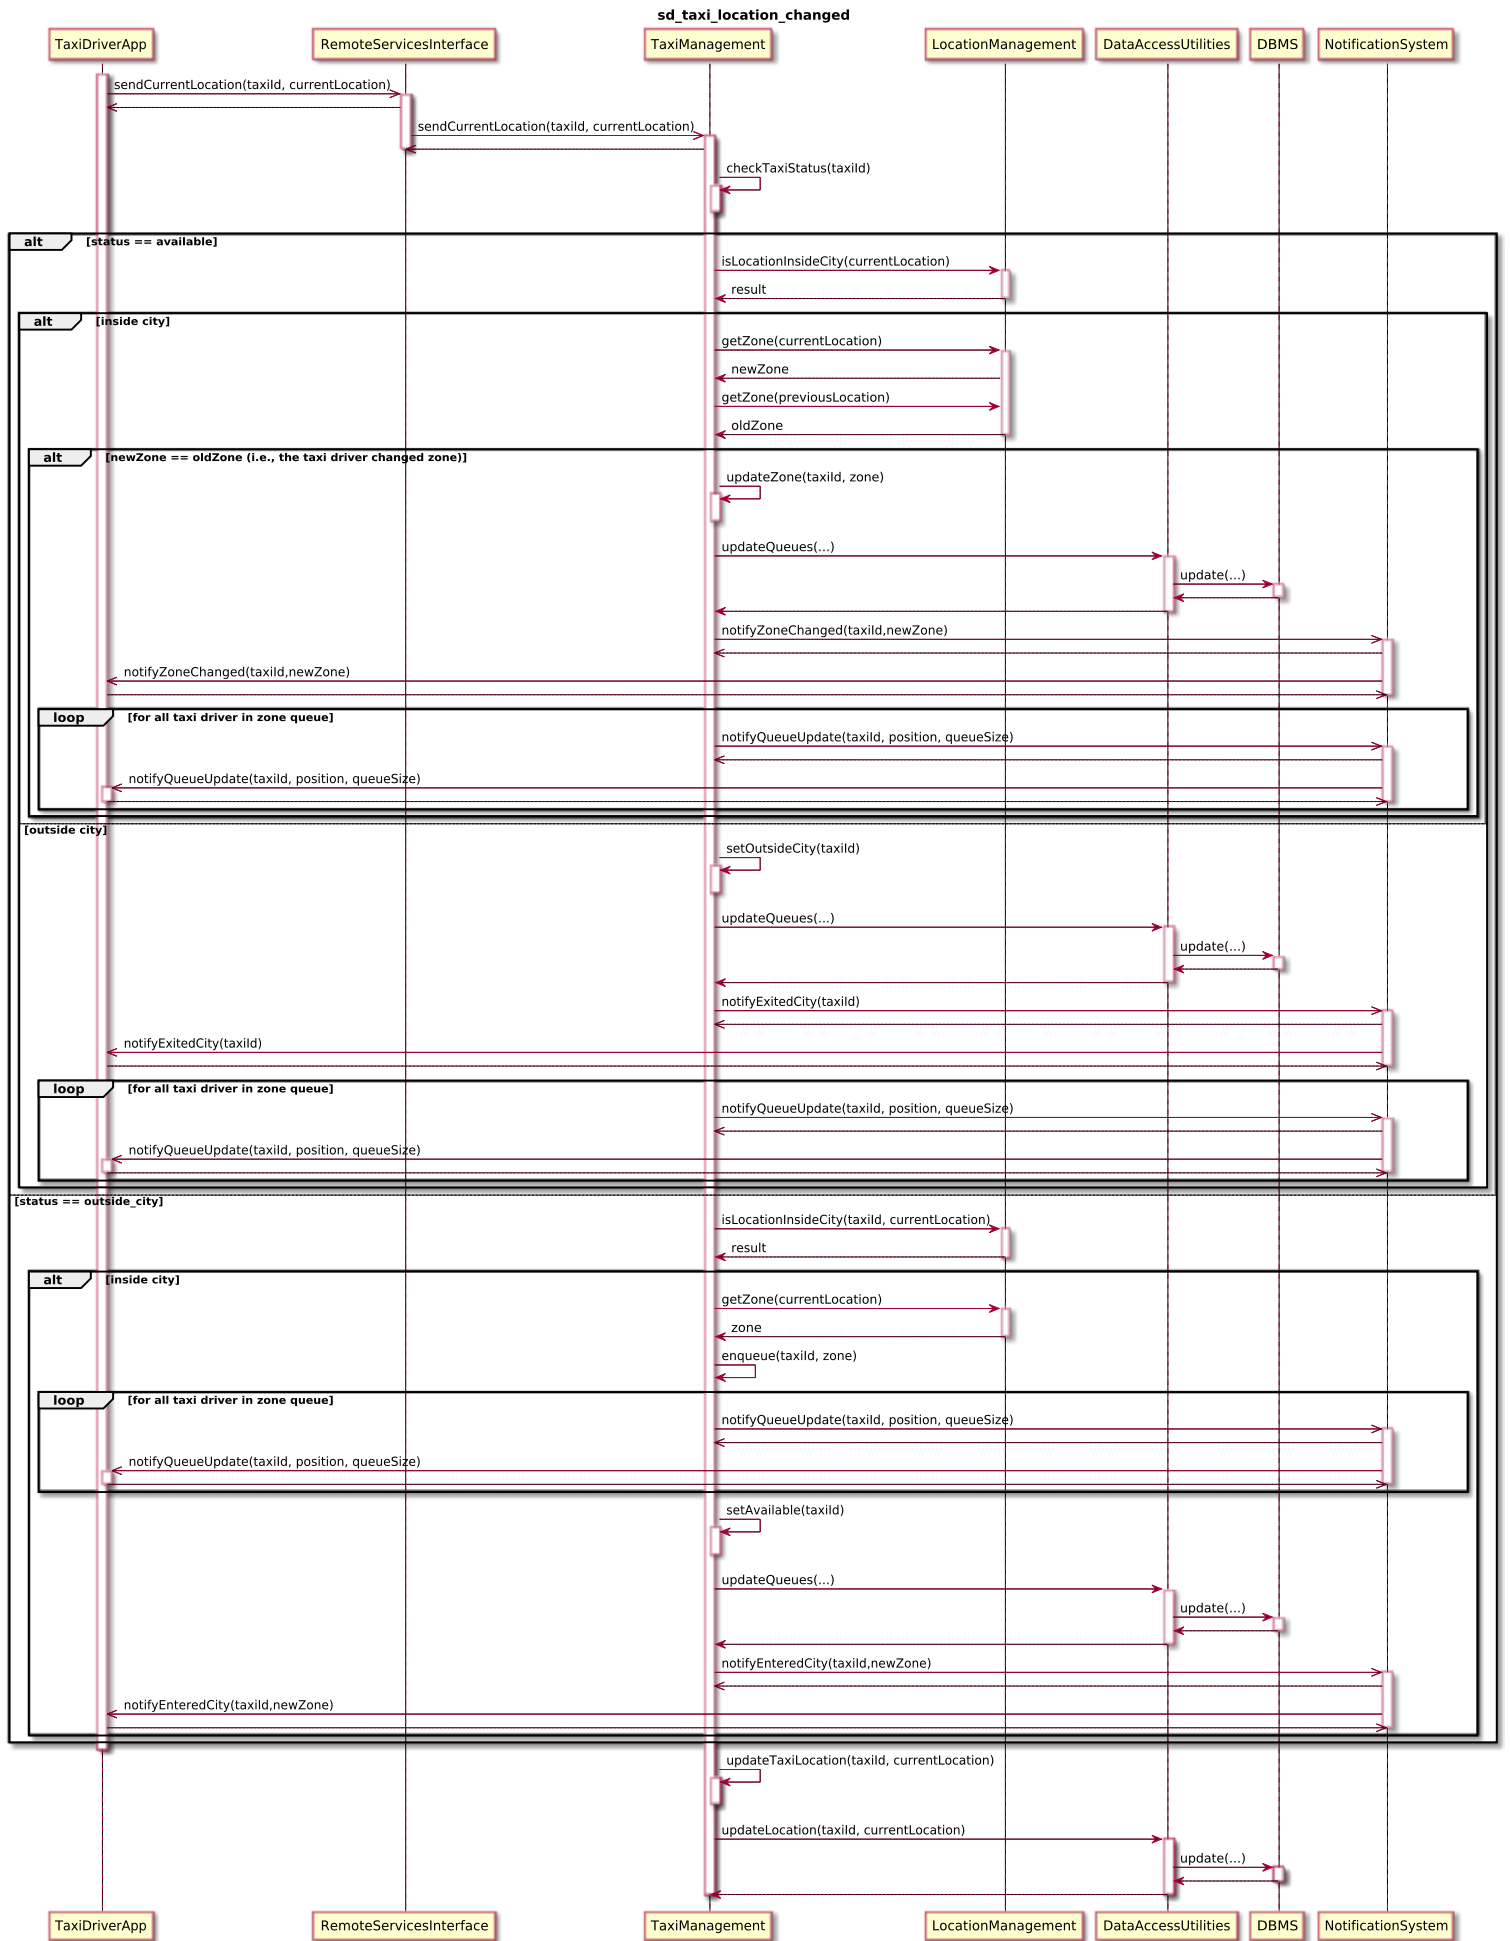 sd_taxi_location_changed
TaxiDriverApp RemoteServicesInterface TaxiManagement LocationManagement DataAccessUtilities DBMS NotificationSystem
sendCurrentLocation(taxiId, currentLocation)
sendCurrentLocation(taxiId, currentLocation)
checkTaxiStatus(taxiId)
alt [status == available]
isLocationInsideCity(currentLocation)
result
alt [inside city]
getZone(currentLocation)
newZone
getZone(previousLocation)
oldZone
alt [newZone == oldZone (i.e., the taxi driver changed zone)]
updateZone(taxiId, zone)
updateQueues(...)
update(...)
notifyZoneChanged(taxiId,newZone)
notifyZoneChanged(taxiId,newZone)
loop [for all taxi driver in zone queue]
notifyQueueUpdate(taxiId, position, queueSize)
notifyQueueUpdate(taxiId, position, queueSize)
[outside city]
setOutsideCity(taxiId)
updateQueues(...)
update(...)
notifyExitedCity(taxiId)
notifyExitedCity(taxiId)
loop [for all taxi driver in zone queue]
notifyQueueUpdate(taxiId, position, queueSize)
notifyQueueUpdate(taxiId, position, queueSize)
[status == outside_city]
isLocationInsideCity(taxiId, currentLocation)
result
alt [inside city]
getZone(currentLocation)
zone
enqueue(taxiId, zone)
loop [for all taxi driver in zone queue]
notifyQueueUpdate(taxiId, position, queueSize)
notifyQueueUpdate(taxiId, position, queueSize)
setAvailable(taxiId)
updateQueues(...)
update(...)
notifyEnteredCity(taxiId,newZone)
notifyEnteredCity(taxiId,newZone)
updateTaxiLocation(taxiId, currentLocation)
updateLocation(taxiId, currentLocation)
update(...)
TaxiDriverApp RemoteServicesInterface TaxiManagement LocationManagement DataAccessUtilities DBMS NotificationSystem